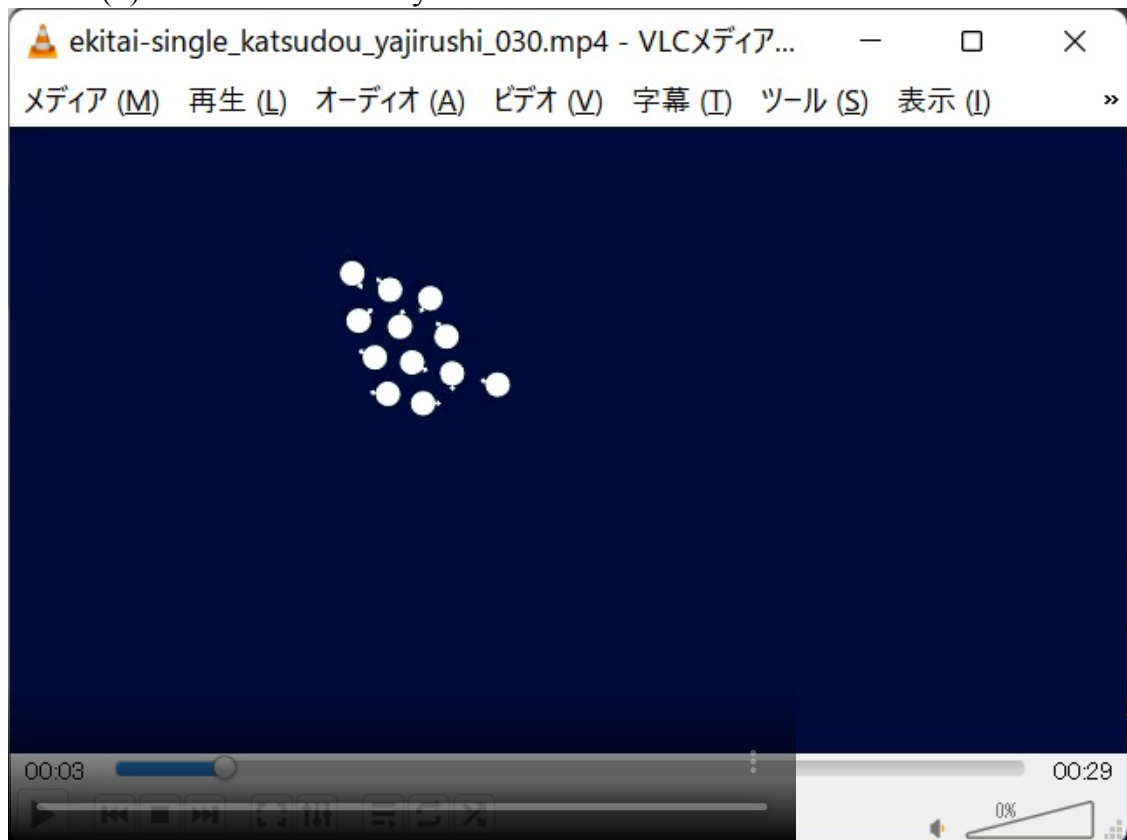 ekitai-single_katsudou_yajirushi_030.mp4 - VLCメディア...
メディア (M) 再生 (L) オーディオ (A) ビデオ (V) 字幕 (T) ツール (S) 表示 (I) »
00:03 00:29
0%